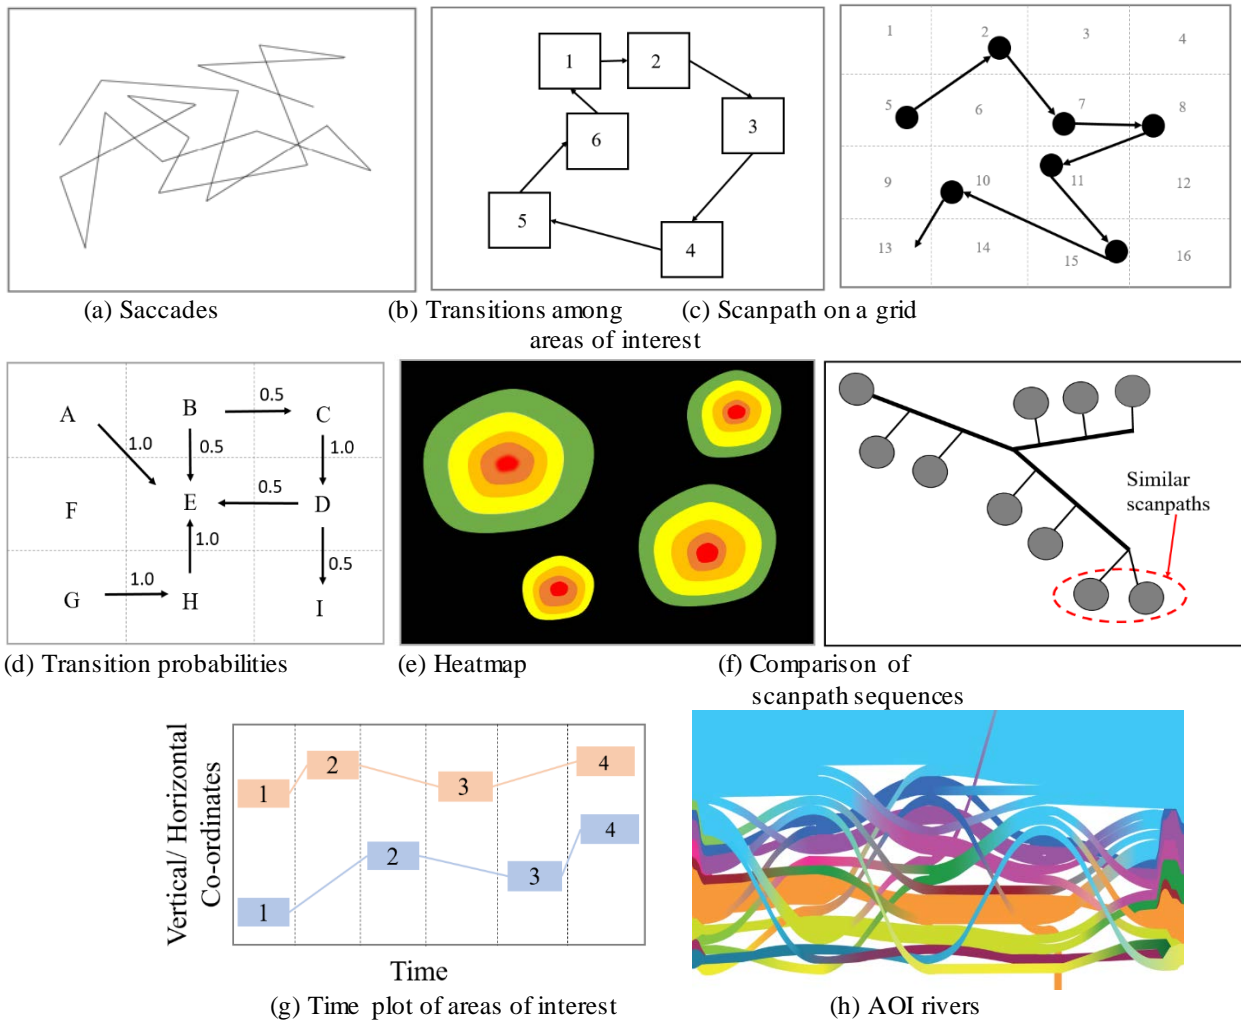 1
2
3
4
5
6
1
2
3
4
5
6
7
8
9
10
11
12
13
14
15
16
(a) Saccades
(b) Transitions among
areas of interest
(c) Scanpath on a grid
A
B
0.5
C
1.0
0.5
1.0
F
E
0.5
D
1.0
0.5
G
1.0
H
I
Similar
scanpaths
(d) Transition probabilities
(e) Heatmap
(f) Comparison of
scanpath sequences
Vertical/ Horizontal
Co-ordinates
1
2
3
4
1
2
3
4
Time
(g) Time plot of areas of interest
(h) AOI rivers